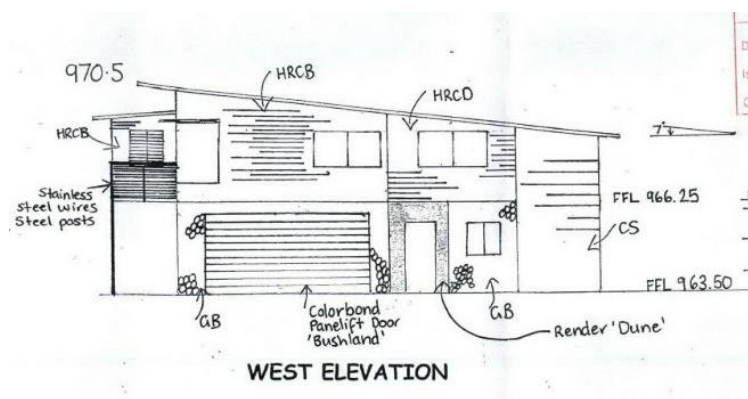 970.5
HRCB
HRCD
HRCB
7°
Stainless
Steel wires
Steel posts
FFL 966.25
CS
FFL 963.50
GB
Colorbond
Panelift Door
'Bushland'
GB
Render 'Dune'
WEST ELEVATION